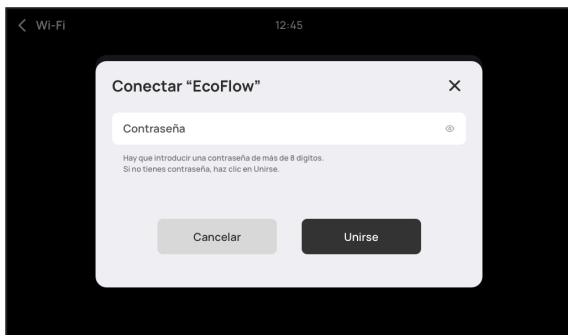 Wi-Fi
12:45
Conectar “EcoFlow”
Contraseña
Hay que introducir una contraseña de más de 8 dígitos.
Si no tienes contraseña, haz clic en Unirse.
Cancelar
Unirse